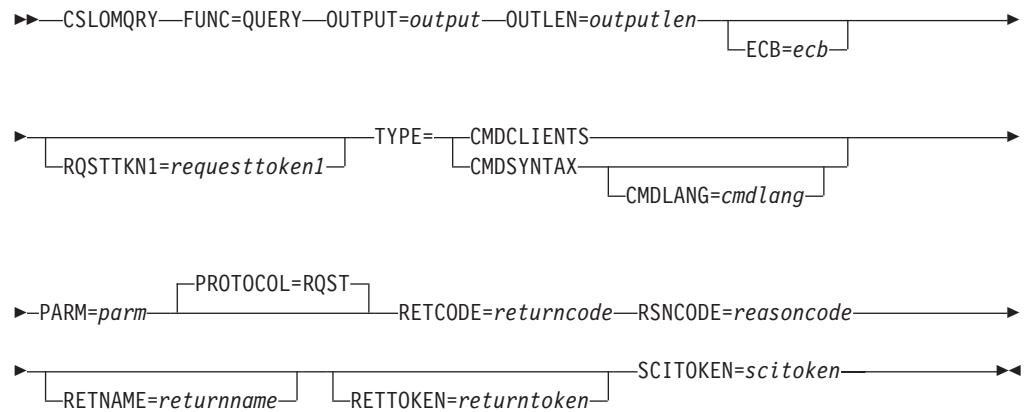 CSLOMQRY FUNC=QUERY OUTPUT=output OUTLEN=outputlen
ECB=ecb
TYPE= CMDCLIENTS
RQSTTKN1=requesttoken1 CMDSYNTAX
CMDLANG=cmdlang
PROTOCOL=RQST
PARM=parm RETCODE=returncode RSNCODE=reasoncode
SCITOKEN=scitoken
RETNAME=returnname RETTOKEN=returntoken